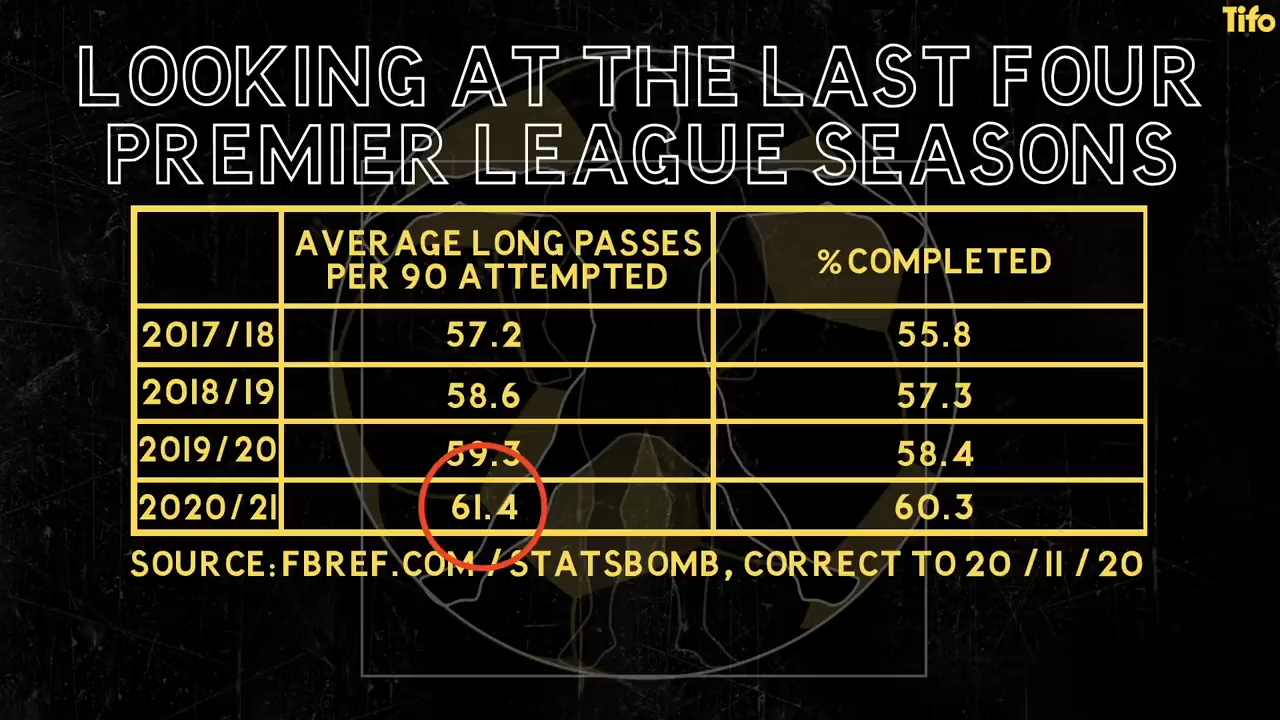 Tifo
LOOKING AT THE LAST FOUR
PREMIER LEAGUE SEASONS
AVERAGE LONG PASSES
PER 90 ATTEMPTED
% COMPLETED
2017/18 57.2 55.8
2018/19 58.6 57.3
2019/20 59.3 58.4
2020/21 61.4 60.3
SOURCE: FBREF.COM / STATSBOMB, CORRECT TO 20 / 11 / 20